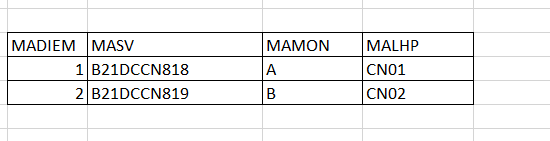 MADIEM MASV MAMON MALHP
1 B21DCCN818 A CN01
2 B21DCCN819 B CN02